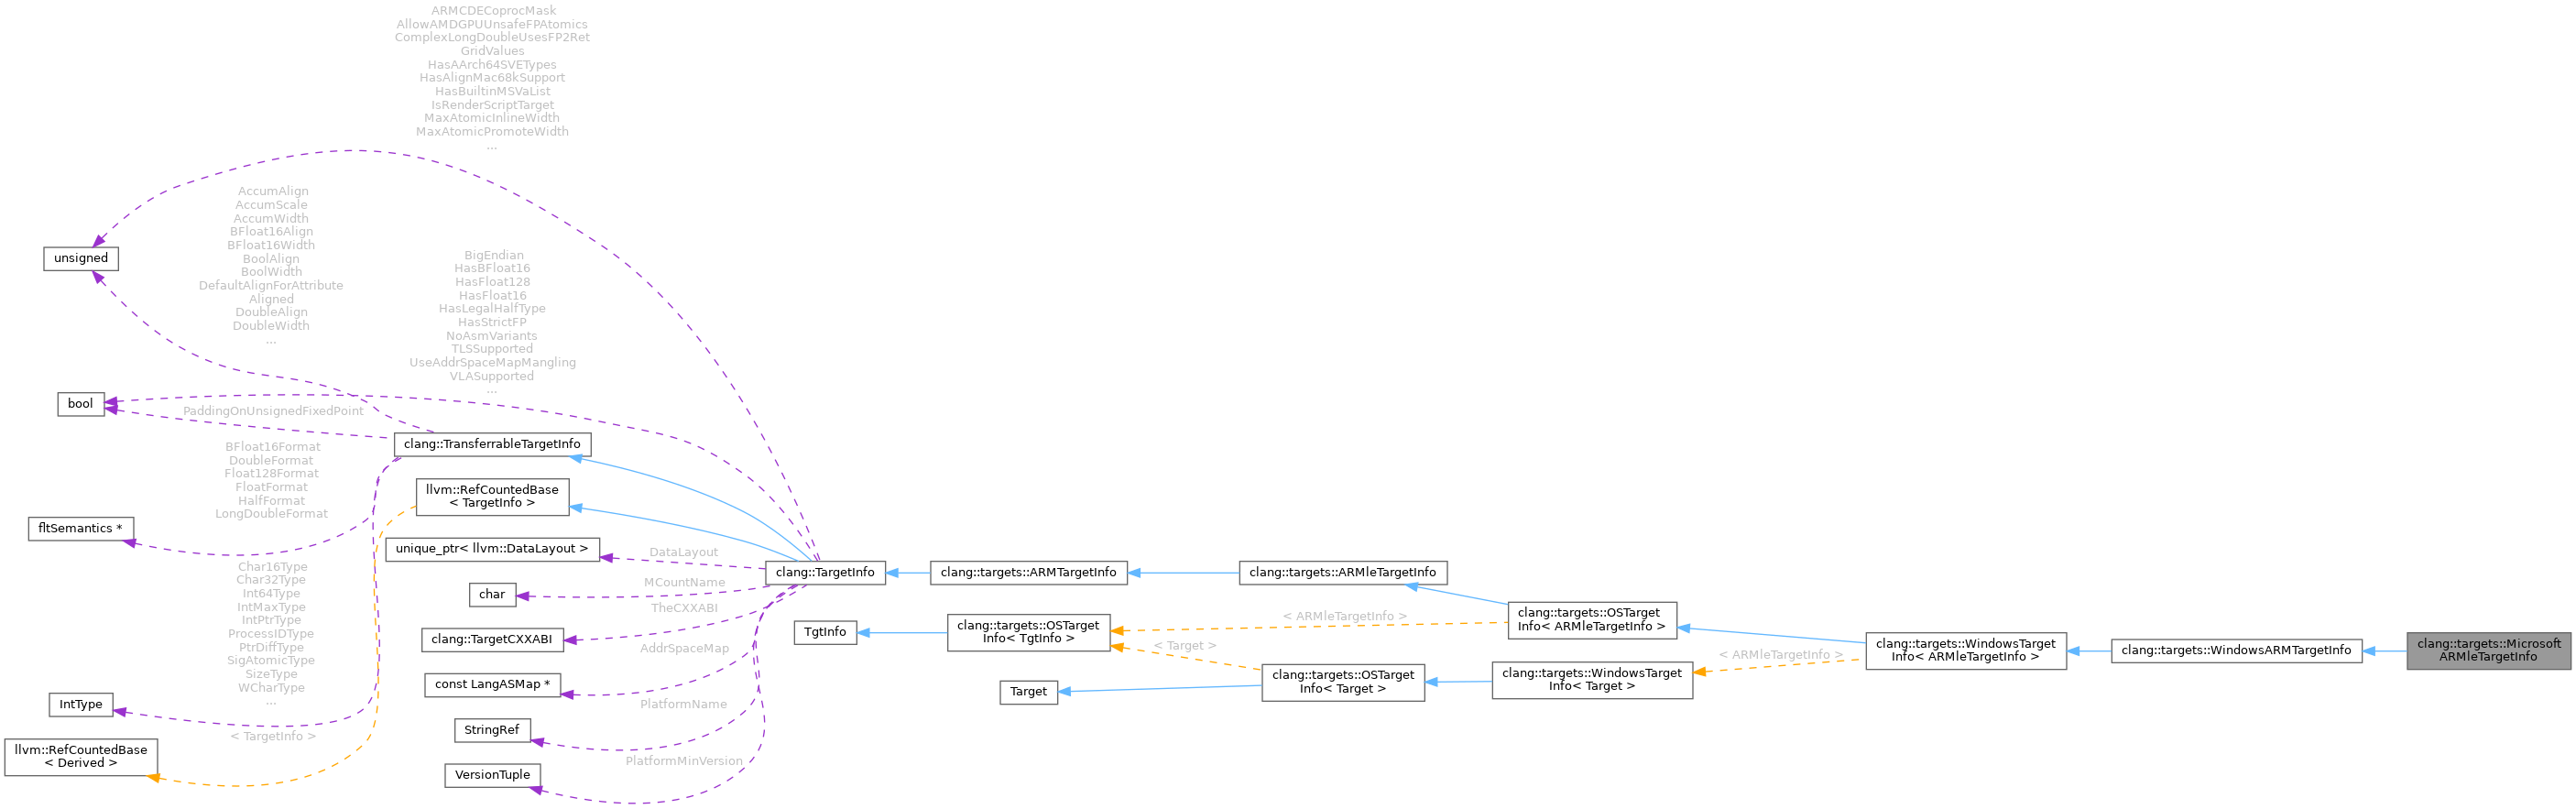 ARMCDECoprocMask
AllowAMDGPUUnsafeFPAtomics
ComplexLongDoubleUsesFP2Ret
GridValues
HasAArch64SVETypes
HasAlignMac68kSupport
HasBuiltinMSVaList
IsRenderScriptTarget
MaxAtomicInlineWidth
MaxAtomicPromoteWidth
...
AccumAlign
AccumScale
AccumWidth
BFloat16Align
BFloat16Width
BoolAlign
BoolWidth
DefaultAlignForAttribute
Aligned
DoubleAlign
DoubleWidth
...
unsigned
BigEndian
HasBFloat16
HasFloat128
HasFloat16
HasLegalHalfType
HasStrictFP
NoAsmVariants
TLSSupported
UseAddrSpaceMapMangling
VLASupported
...
bool
PaddingOnUnsignedFixedPoint
clang::TransferrableTargetInfo
BFloat16Format
DoubleFormat
Float128Format
FloatFormat
HalfFormat
LongDoubleFormat
llvm::RefCountedBase
< TargetInfo >
fltSemantics *
unique_ptr< llvm::DataLayout >
DataLayout
Char16Type
Char32Type
Int64Type
IntMaxType
IntPtrType
ProcessIDType
PtrDiffType
SigAtomicType
SizeType
WCharType
...
char
MCountName
clang::TargetInfo
clang::targets::ARMTargetInfo
clang::targets::ARMleTargetInfo
TheCXXABI
clang::TargetCXXABI
AddrSpaceMap
const LangASMap *
TgtInfo
clang::targets::OSTarget
Info< TgtInfo >
< ARMleTargetInfo >
< Target >
clang::targets::OSTarget
Info< ARMleTargetInfo >
clang::targets::WindowsTarget
Info< ARMleTargetInfo >
clang::targets::WindowsARMTargetInfo
clang::targets::Microsoft
ARMleTargetInfo
< ARMleTargetInfo >
Target
clang::targets::OSTarget
Info< Target >
clang::targets::WindowsTarget
Info< Target >
IntType
PlatformName
StringRef
< TargetInfo >
llvm::RefCountedBase
< Derived >
PlatformMinVersion
VersionTuple